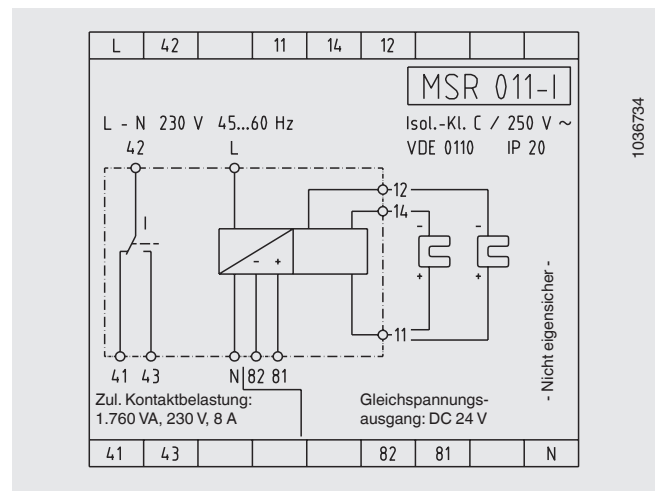 L 42 11 14 12
MSR 011-I
L - N 230 V 45...60 Hz
Isol.-Kl. C / 250 V ~
VDE 0110 IP 20
42 L
12
14
I
- -
- +
+ +
11
41 43 N 82 81
- Nicht eigensicher -
Zul. Kontaktbelastung:
1.760 VA, 230 V, 8 A
Gleichspannungs-
ausgang: DC 24 V
41 43 82 81 N
1036734